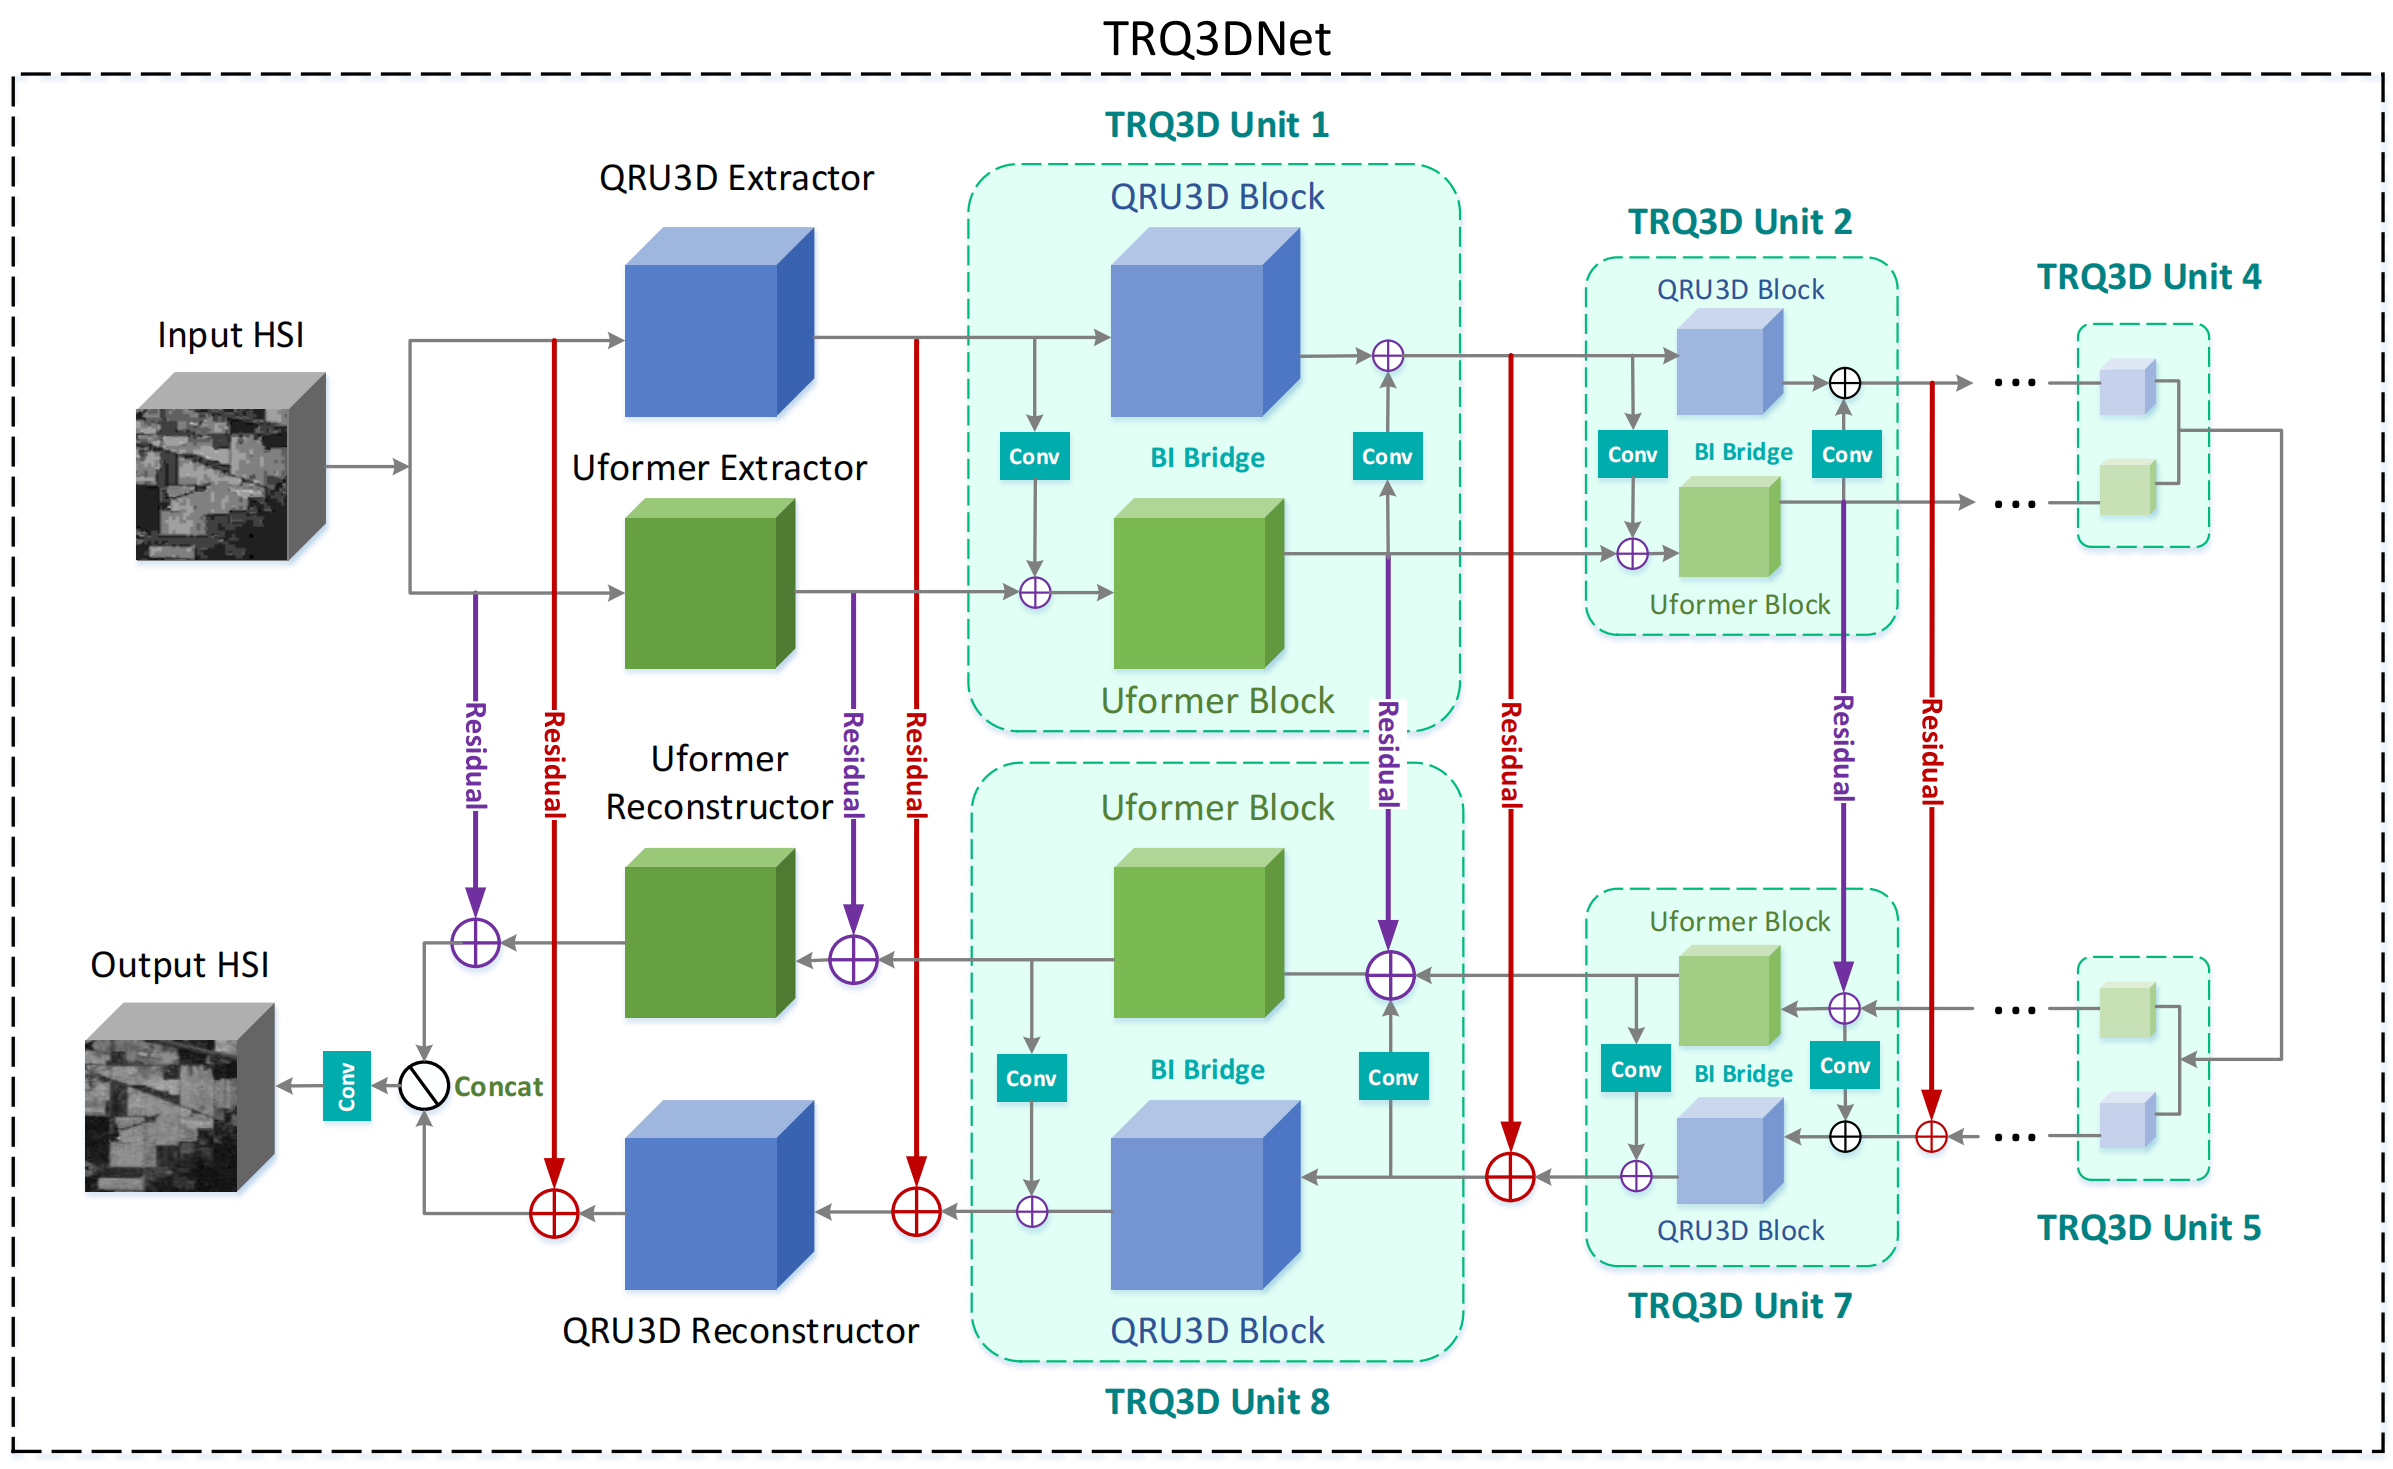 TRQ3DNet
TRQ3D Unit 1
QRU3D Extractor
QRU3D Block
TRQ3D Unit 2
TRQ3D Unit 4
QRU3D Block
Input HSI
Uformer Extractor
Conv
BI Bridge
Conv
Conv
BI Bridge
Conv
Uformer Block
Uformer Block
Residual
Residual
Residual
Residual
Residual
Residual
Residual
Residual
Uformer
Reconstructor
Uformer Block
Uformer Block
Output HSI
Conv
Concat
Conv
BI Bridge
Conv
Conv
BI Bridge
Conv
QRU3D Block
TRQ3D Unit 5
QRU3D Reconstructor
QRU3D Block
TRQ3D Unit 7
TRQ3D Unit 8